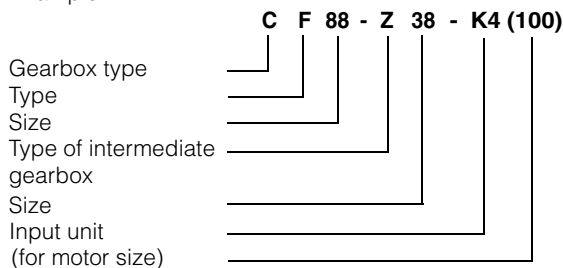 C F 88 - Z 38 - K4 (100)
Gearbox type
Type
Size
Type of intermediate
gearbox
Size
Input unit
(for motor size)